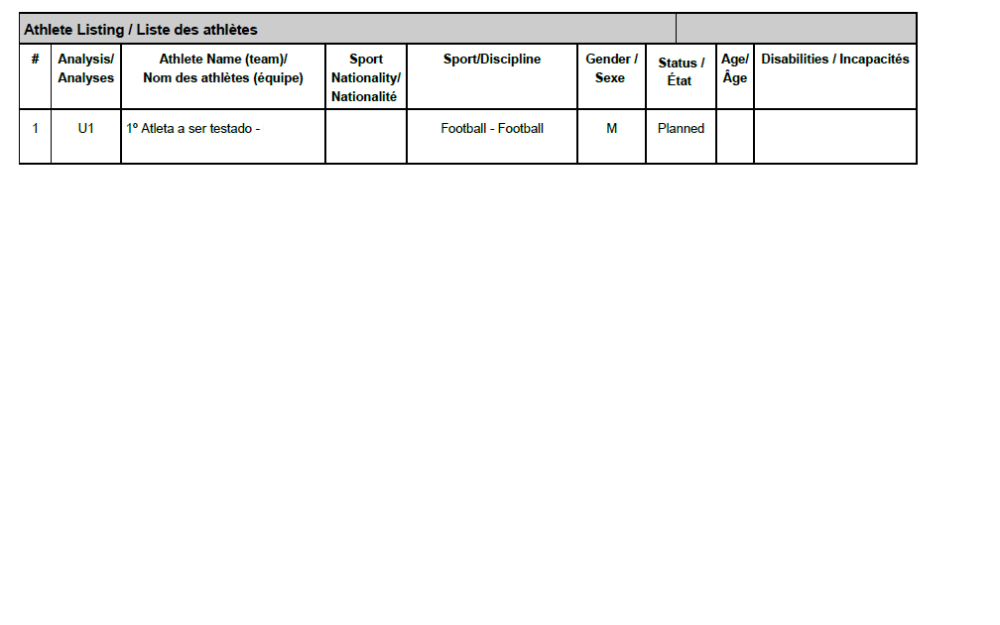 Athlete Listing / Liste des athlètes
# Analysis/ Analyses Athlete Name (team)/ Nom des athlètes (équipe) Sport Nationality/ Nationalité Sport/Discipline Gender / Sexe Status / État Age/ Âge Disabilities / Incapacités
1 U1 1º Atleta a ser testado - Football - Football M Planned